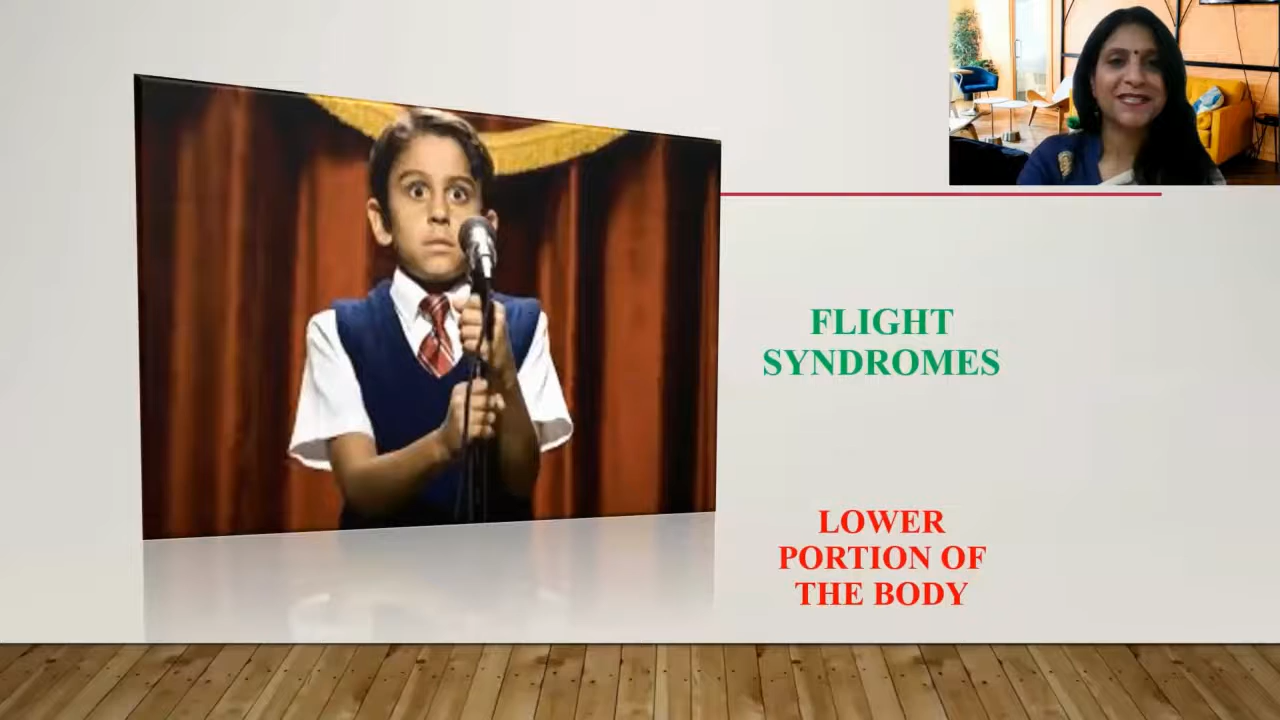 FLIGHT
SYNDROMES
LOWER
PORTION OF
THE BODY